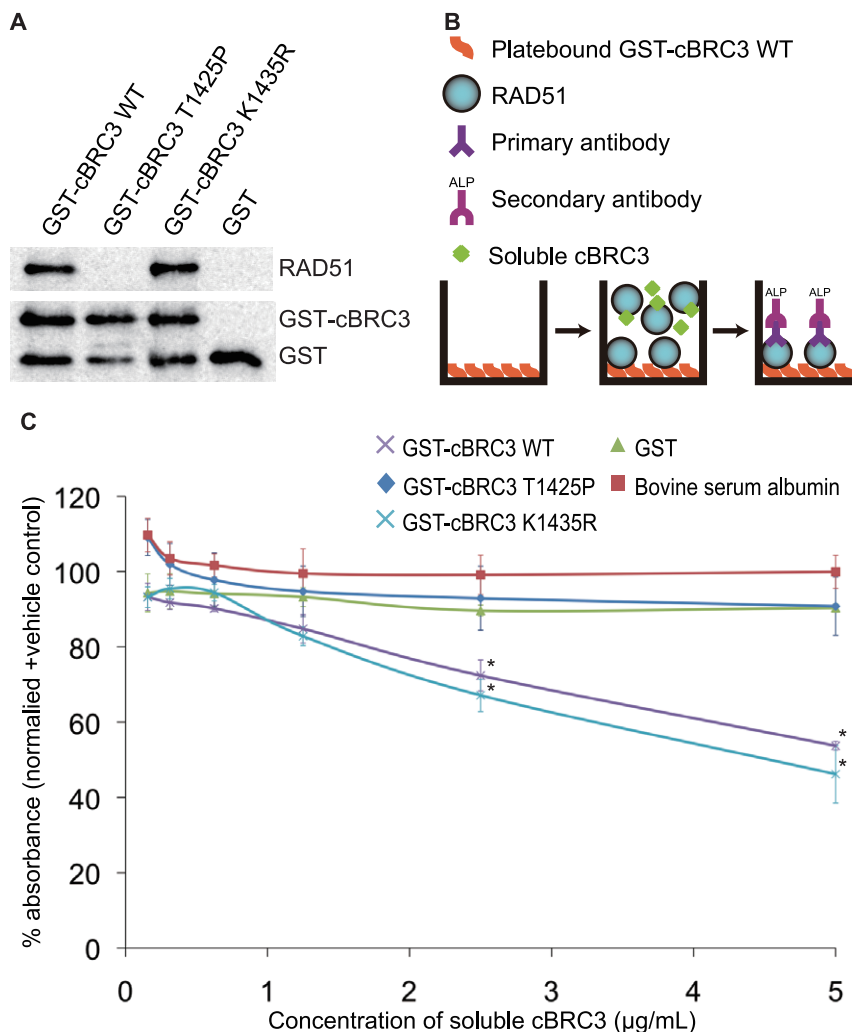 A
GST-cBRC3 WT
GST-cBRC3 T1425P
GST-cBRC3 K1435R
GST
RAD51
GST-cBRC3
GST
B
Platebound GST-cBRC3 WT
RAD51
Primary antibody
ALP
Secondary antibody
Soluble cBRC3
ALP ALP
C
GST-cBRC3 WT
GST
GST-cBRC3 T1425P
Bovine serum albumin
GST-cBRC3 K1435R
% absorbance (normalied +vehicle control)
120
100
80
60
40
20
0
*
*
*
*
0 1 2 3 4 5
Concentration of soluble cBRC3 (µg/mL)